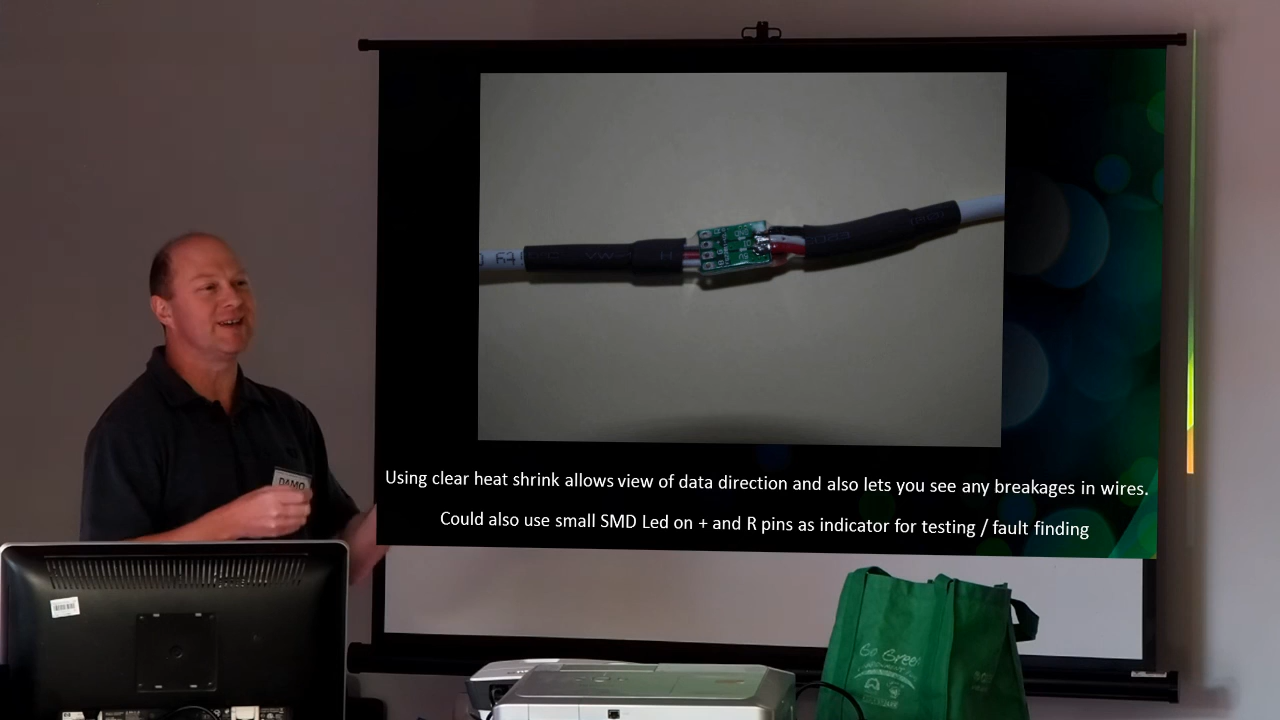 Using clear heat shrink allows view of data direction and also lets you see any breakages in wires.
Could also use small SMD Led on + and R pins as indicator for testing / fault finding
DAMO
Go Green